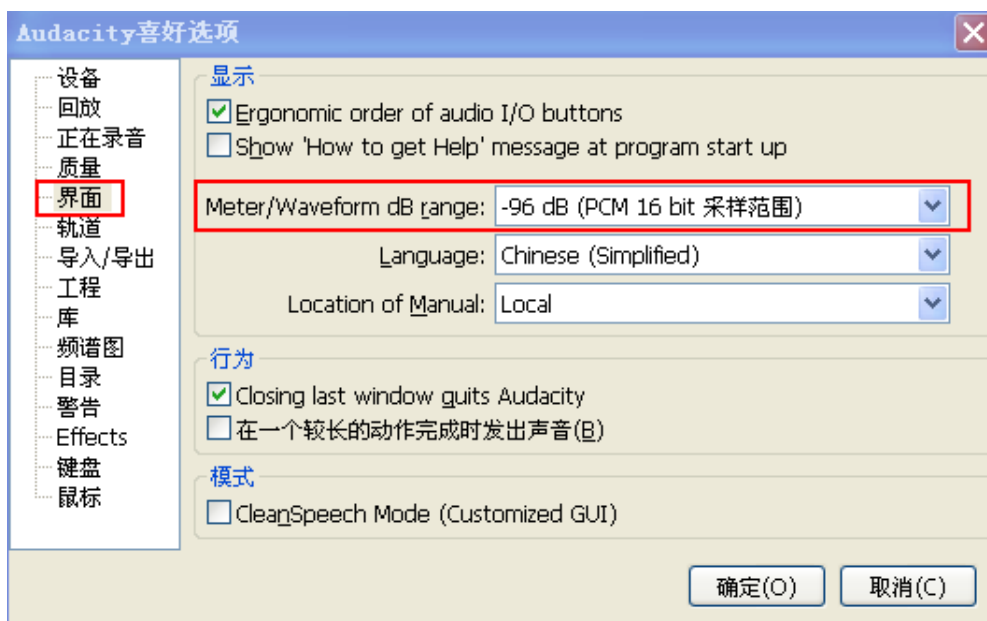 Audacity喜好选项
设备
回放
正在录音
质量
界面
轨道
导入/导出
工程
库
频谱图
目录
警告
Effects
键盘
鼠标
显示
Ergonomic order of audio I/O buttons
Show 'How to get Help' message at program start up
Meter/Waveform dB range: -96 dB (PCM 16 bit 采样范围)
Language: Chinese (Simplified)
Location of Manual: Local
行为
Closing last window quits Audacity
在一个较长的动作完成时发出声音(B)
模式
CleanSpeech Mode (Customized GUI)
确定(O) 取消(C)